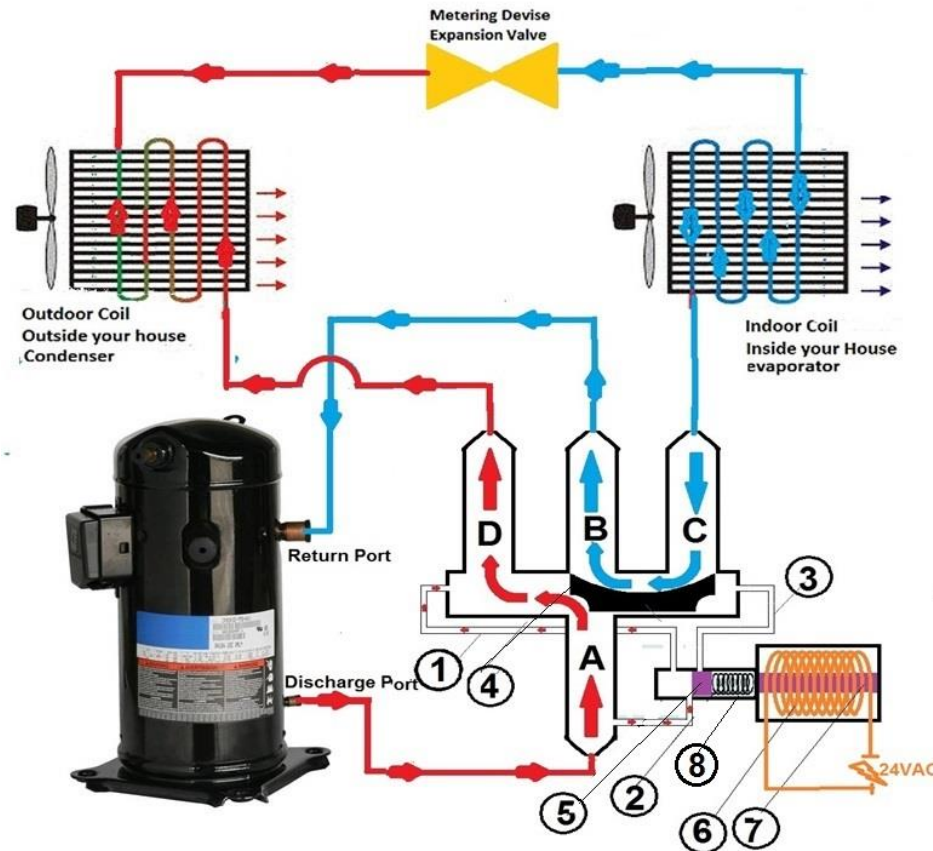 Metering Devise
Expansion Valve
Outdoor Coil
Outside your house
Condenser
Indoor Coil
Inside your House
evaporator
D
B
C
Return Port
3
1
4
A
Discharge Port
5
2
8
6
7
24VAC